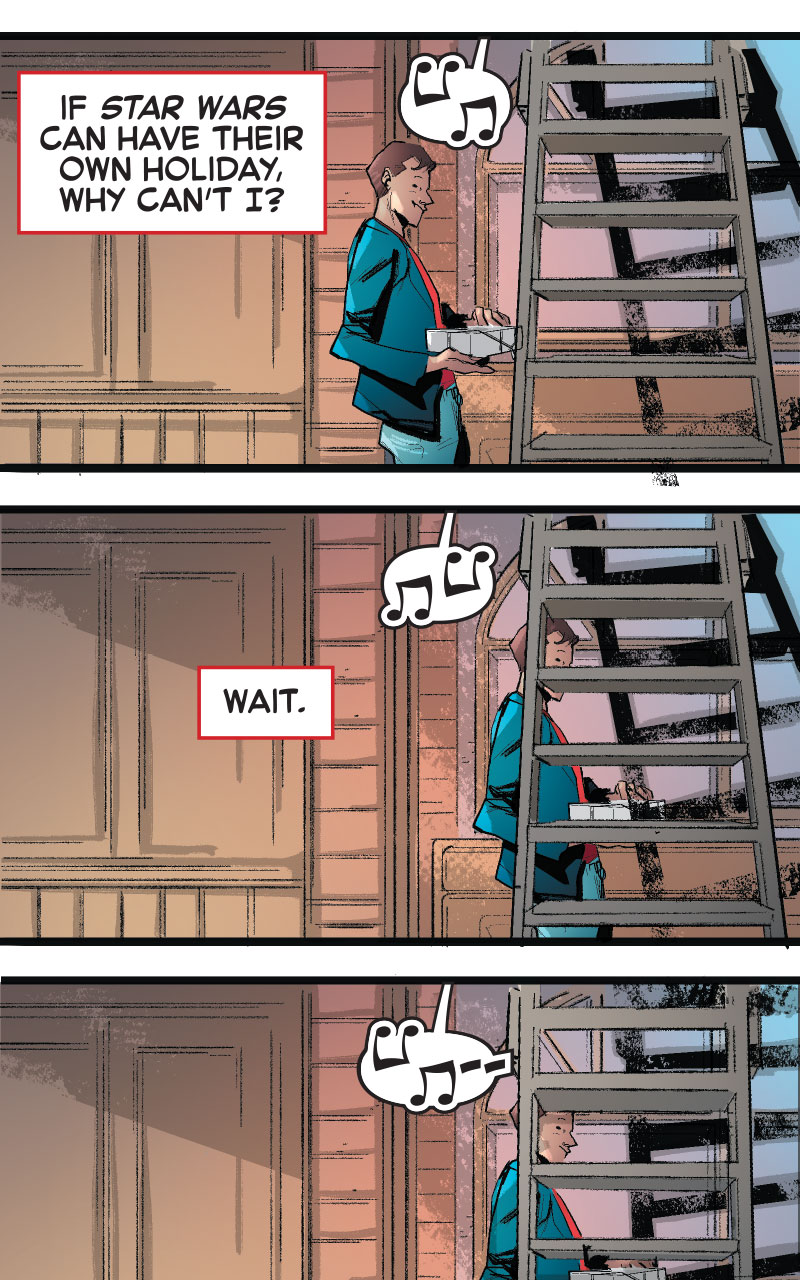 IF STAR WARS
CAN HAVE THEIR
OWN HOLIDAY,
WHY CAN'T I?
WAIT.